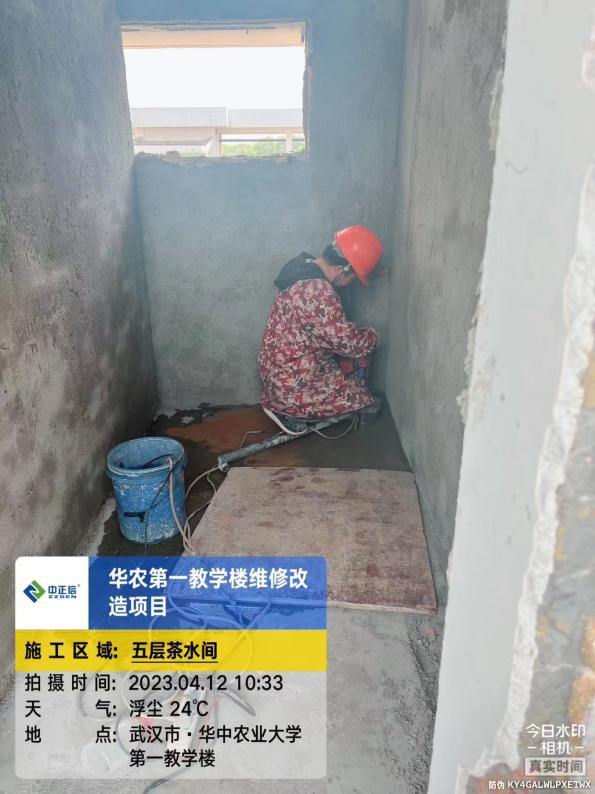 中正信
ZZGEN
华农第一教学楼维修改
造项目
施工区域: 五层茶水间
拍摄时间: 2023.04.12 10:33
天 气: 浮尘 24℃
地 点: 武汉市·华中农业大学
第一教学楼
今日水印
-相机-
真实时间
防伪 KY4GALWLPXETWX